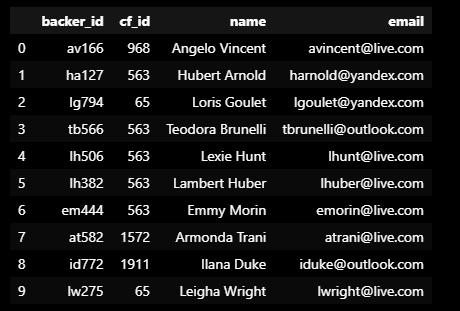 backer_id cf_id name email
0 av166 968 Angelo Vincent avincent@live.com
1 ha127 563 Hubert Arnold harnold@yandex.com
2 lg794 65 Loris Goulet lgoulet@yandex.com
3 tb566 563 Teodora Brunelli tbrunelli@outlook.com
4 lh506 563 Lexie Hunt lhunt@live.com
5 lh382 563 Lambert Huber lhuber@live.com
6 em444 563 Emmy Morin emorin@live.com
7 at582 1572 Armonda Trani atrani@live.com
8 id772 1911 Ilana Duke iduke@outlook.com
9 lw275 65 Leigha Wright lwright@live.com